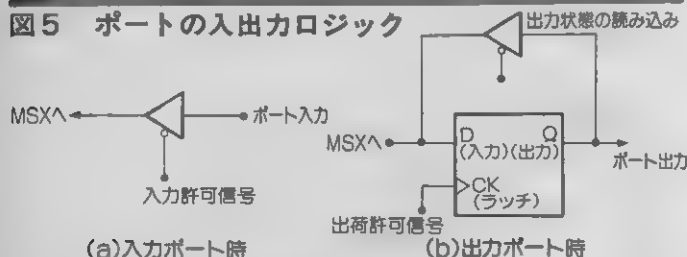 図5 ポートの入出力ロジック
MSXへ
ポート入力
入力許可信号
(a)入力ポート時
出力状態の読み込み
MSXへ
D
(入力)
Q
(出力)
CK
(ラッチ)
ポート出力
出荷許可信号
(b)出力ポート時